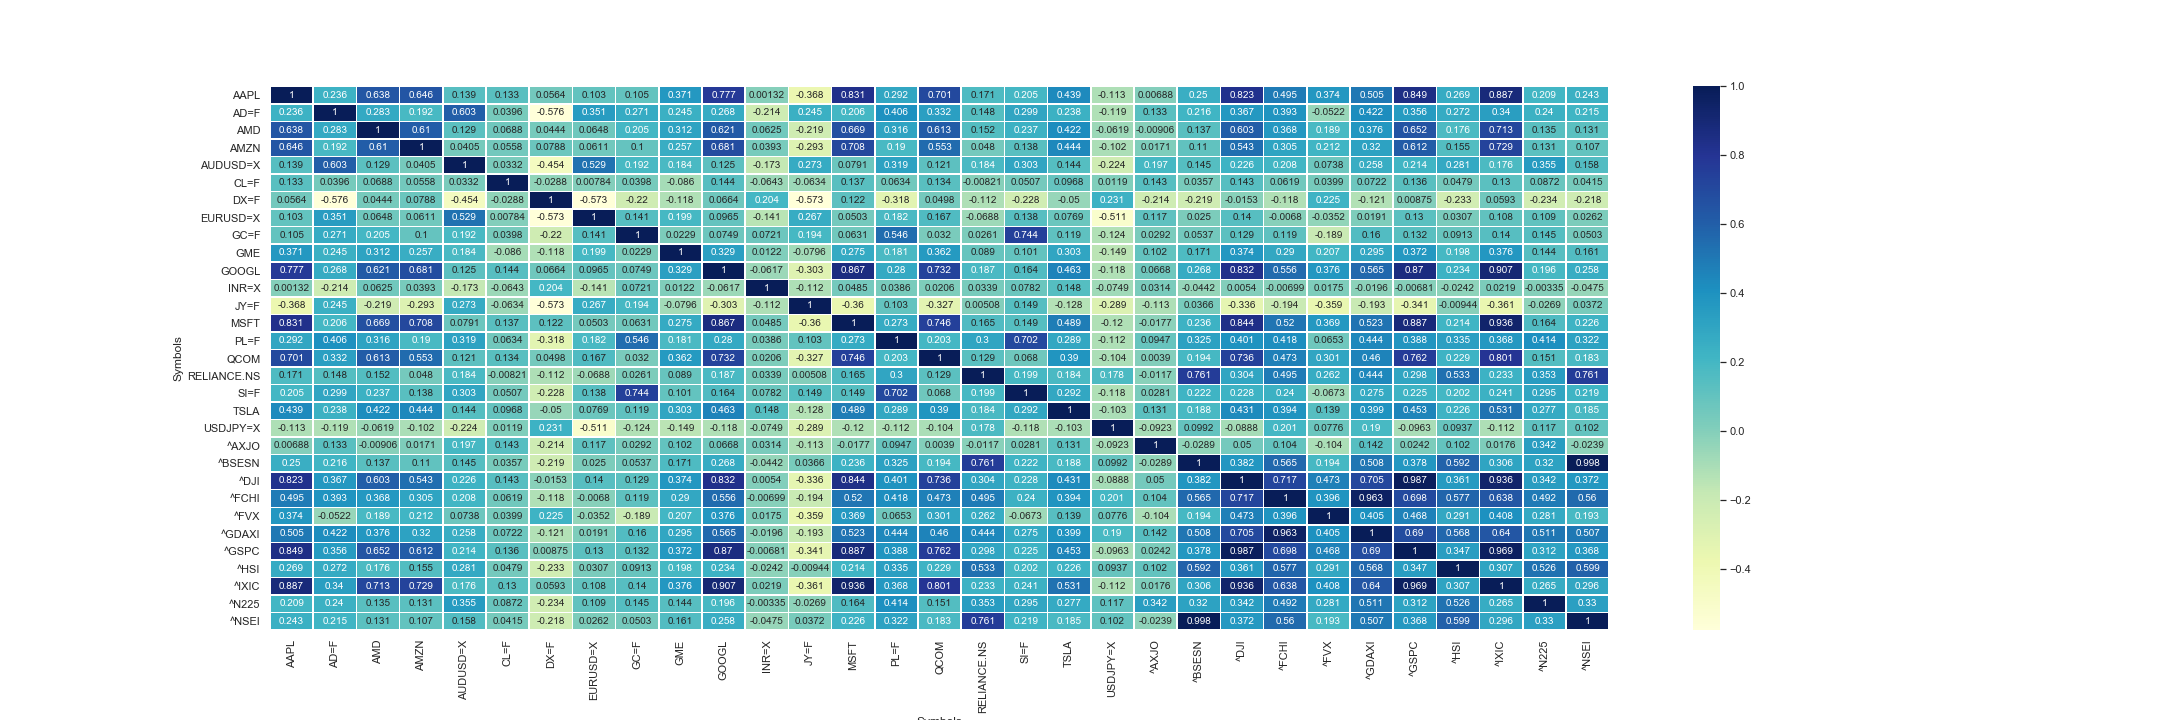 AAPL 1 0.236 0.638 0.646 0.139 0.133 0.0564 0.103 0.105 0.371 0.777 0.00132 -0.368 0.831 0.292 0.701 0.171 0.205 0.439 -0.113 0.00688 0.25 0.823 0.495 0.374 0.505 0.849 0.269 0.887 0.209 0.243 1.0
AD=F 0.236 1 0.283 0.192 0.603 0.0396 -0.576 0.351 0.271 0.245 0.268 -0.214 0.245 0.206 0.406 0.332 0.148 0.299 0.238 -0.119 0.133 0.216 0.367 0.393 -0.0522 0.422 0.356 0.272 0.34 0.24 0.215
AMD 0.638 0.283 1 0.61 0.129 0.0688 0.0444 0.0648 0.205 0.312 0.621 0.0625 -0.219 0.669 0.316 0.613 0.152 0.237 0.422 -0.0619 -0.00906 0.137 0.603 0.368 0.189 0.376 0.652 0.176 0.713 0.135 0.131
AMZN 0.646 0.192 0.61 1 0.0405 0.0558 0.0788 0.0611 0.1 0.257 0.681 0.0393 -0.293 0.708 0.19 0.553 0.048 0.138 0.444 -0.102 0.0171 0.11 0.543 0.305 0.212 0.32 0.612 0.155 0.729 0.131 0.107
0.8
AUDUSD=X 0.139 0.603 0.129 0.0405 1 0.0332 -0.454 0.529 0.192 0.184 0.125 -0.173 0.273 0.0791 0.319 0.121 0.184 0.303 0.144 -0.224 0.197 0.145 0.226 0.208 0.0738 0.258 0.214 0.281 0.176 0.355 0.158
CL=F 0.133 0.0396 0.0688 0.0558 0.0332 1 -0.0288 0.00784 0.0398 -0.086 0.144 -0.0643 -0.0634 0.137 0.0634 0.134 -0.00821 0.0507 0.0968 0.0119 0.143 0.0357 0.143 0.0619 0.0399 0.0722 0.136 0.0479 0.13 0.0872 0.0415
DX=F 0.0564 -0.576 0.0444 0.0788 -0.454 -0.0288 1 -0.573 -0.22 -0.118 0.0664 0.204 -0.573 0.122 -0.318 0.0498 -0.112 -0.228 -0.05 0.231 -0.214 -0.219 -0.0153 -0.118 0.225 -0.121 0.00875 -0.233 0.0593 -0.234 -0.218
EURUSD=X 0.103 0.351 0.0648 0.0611 0.529 0.00784 -0.573 1 0.141 0.199 0.0965 -0.141 0.267 0.0503 0.182 0.167 -0.0688 0.138 0.0769 -0.511 0.117 0.025 0.14 -0.0068 -0.0352 0.0191 0.13 0.0307 0.108 0.109 0.0262
0.6
GC=F 0.105 0.271 0.205 0.1 0.192 0.0398 -0.22 0.141 1 0.0229 0.0749 0.0721 0.194 0.0631 0.546 0.032 0.0261 0.744 0.119 -0.124 0.0292 0.0537 0.129 0.119 -0.189 0.16 0.132 0.0913 0.14 0.145 0.0503
GME 0.371 0.245 0.312 0.257 0.184 -0.086 -0.118 0.199 0.0229 1 0.329 0.0122 -0.0796 0.275 0.181 0.362 0.089 0.101 0.303 -0.149 0.102 0.171 0.374 0.29 0.207 0.295 0.372 0.198 0.376 0.144 0.161
GOOGL 0.777 0.268 0.621 0.681 0.125 0.144 0.0664 0.0965 0.0749 0.329 1 -0.0617 -0.303 0.867 0.28 0.732 0.187 0.164 0.463 -0.118 0.0668 0.268 0.832 0.556 0.376 0.565 0.87 0.234 0.907 0.196 0.258
INR=X 0.00132 -0.214 0.0625 0.0393 -0.173 -0.0643 0.204 -0.141 0.0721 0.0122 -0.0617 1 -0.112 0.0485 0.0386 0.0206 0.0339 0.0782 0.148 -0.0749 0.0314 -0.0442 0.0054 -0.00699 0.0175 -0.0196 -0.00681 -0.0242 0.0219 -0.00335 -0.0475
0.4
JY=F -0.368 0.245 -0.219 -0.293 0.273 -0.0634 -0.573 0.267 0.194 -0.0796 -0.303 -0.112 1 -0.36 0.103 -0.327 0.00508 0.149 -0.128 -0.289 -0.113 0.0366 -0.336 -0.194 -0.359 -0.193 -0.341 -0.00944 -0.361 -0.0269 0.0372
MSFT 0.831 0.206 0.669 0.708 0.0791 0.137 0.122 0.0503 0.0631 0.275 0.867 0.0485 -0.36 1 0.273 0.746 0.165 0.149 0.489 -0.12 -0.0177 0.236 0.844 0.52 0.369 0.523 0.887 0.214 0.936 0.164 0.226
PL=F 0.292 0.406 0.316 0.19 0.319 0.0634 -0.318 0.182 0.546 0.181 0.28 0.0386 0.103 0.273 1 0.203 0.3 0.702 0.289 -0.112 0.0947 0.325 0.401 0.418 0.0653 0.444 0.388 0.335 0.368 0.414 0.322
QCOM 0.701 0.332 0.613 0.553 0.121 0.134 0.0498 0.167 0.032 0.362 0.732 0.0206 -0.327 0.746 0.203 1 0.129 0.068 0.39 -0.104 0.0039 0.194 0.736 0.473 0.301 0.46 0.762 0.229 0.801 0.151 0.183
Symbols
0.2
RELIANCE.NS 0.171 0.148 0.152 0.048 0.184 -0.00821 -0.112 -0.0688 0.0261 0.089 0.187 0.0339 0.00508 0.165 0.3 0.129 1 0.199 0.184 0.178 -0.0117 0.761 0.304 0.495 0.262 0.444 0.298 0.533 0.233 0.353 0.761
SI=F 0.205 0.299 0.237 0.138 0.303 0.0507 -0.228 0.138 0.744 0.101 0.164 0.0782 0.149 0.149 0.702 0.068 0.199 1 0.292 -0.118 0.0281 0.222 0.228 0.24 -0.0673 0.275 0.225 0.202 0.241 0.295 0.219
TSLA 0.439 0.238 0.422 0.444 0.144 0.0968 -0.05 0.0769 0.119 0.303 0.463 0.148 -0.128 0.489 0.289 0.39 0.184 0.292 1 -0.103 0.131 0.188 0.431 0.394 0.139 0.399 0.453 0.226 0.531 0.277 0.185
USDJPY=X -0.113 -0.119 -0.0619 -0.102 -0.224 0.0119 0.231 -0.511 -0.124 -0.149 -0.118 -0.0749 -0.289 -0.12 -0.112 -0.104 0.178 -0.118 -0.103 1 -0.0923 0.0992 -0.0888 0.201 0.0776 0.19 -0.0963 0.0937 -0.112 0.117 0.102
0.0
^AXJO 0.00688 0.133 -0.00906 0.0171 0.197 0.143 -0.214 0.117 0.0292 0.102 0.0668 0.0314 -0.113 -0.0177 0.0947 0.0039 -0.0117 0.0281 0.131 -0.0923 1 -0.0289 0.05 0.104 -0.104 0.142 0.0242 0.102 0.0176 0.342 -0.0239
^BSESN 0.25 0.216 0.137 0.11 0.145 0.0357 -0.219 0.025 0.0537 0.171 0.268 -0.0442 0.0366 0.236 0.325 0.194 0.761 0.222 0.188 0.0992 -0.0289 1 0.382 0.565 0.194 0.508 0.378 0.592 0.306 0.32 0.998
^DJI 0.823 0.367 0.603 0.543 0.226 0.143 -0.0153 0.14 0.129 0.374 0.832 0.0054 -0.336 0.844 0.401 0.736 0.304 0.228 0.431 -0.0888 0.05 0.382 1 0.717 0.473 0.705 0.987 0.361 0.936 0.342 0.372
^FCHI 0.495 0.393 0.368 0.305 0.208 0.0619 -0.118 -0.0068 0.119 0.29 0.556 -0.00699 -0.194 0.52 0.418 0.473 0.495 0.24 0.394 0.201 0.104 0.565 0.717 1 0.396 0.963 0.698 0.577 0.638 0.492 0.56
−0.2
^FVX 0.374 -0.0522 0.189 0.212 0.0738 0.0399 0.225 -0.0352 -0.189 0.207 0.376 0.0175 -0.359 0.369 0.0653 0.301 0.262 -0.0673 0.139 0.0776 -0.104 0.194 0.473 0.396 1 0.405 0.468 0.291 0.408 0.281 0.193
^GDAXI 0.505 0.422 0.376 0.32 0.258 0.0722 -0.121 0.0191 0.16 0.295 0.565 -0.0196 -0.193 0.523 0.444 0.46 0.444 0.275 0.399 0.19 0.142 0.508 0.705 0.963 0.405 1 0.69 0.568 0.64 0.511 0.507
^GSPC 0.849 0.356 0.652 0.612 0.214 0.136 0.00875 0.13 0.132 0.372 0.87 -0.00681 -0.341 0.887 0.388 0.762 0.298 0.225 0.453 -0.0963 0.0242 0.378 0.987 0.698 0.468 0.69 1 0.347 0.969 0.312 0.368
^HSI 0.269 0.272 0.176 0.155 0.281 0.0479 -0.233 0.0307 0.0913 0.198 0.234 -0.0242 -0.00944 0.214 0.335 0.229 0.533 0.202 0.226 0.0937 0.102 0.592 0.361 0.577 0.291 0.568 0.347 1 0.307 0.526 0.599
−0.4
^IXIC 0.887 0.34 0.713 0.729 0.176 0.13 0.0593 0.108 0.14 0.376 0.907 0.0219 -0.361 0.936 0.368 0.801 0.233 0.241 0.531 -0.112 0.0176 0.306 0.936 0.638 0.408 0.64 0.969 0.307 1 0.265 0.296
^N225 0.209 0.24 0.135 0.131 0.355 0.0872 -0.234 0.109 0.145 0.144 0.196 -0.00335 -0.0269 0.164 0.414 0.151 0.353 0.295 0.277 0.117 0.342 0.32 0.342 0.492 0.281 0.511 0.312 0.526 0.265 1 0.33
^NSEI 0.243 0.215 0.131 0.107 0.158 0.0415 -0.218 0.0262 0.0503 0.161 0.258 -0.0475 0.0372 0.226 0.322 0.183 0.761 0.219 0.185 0.102 -0.0239 0.998 0.372 0.56 0.193 0.507 0.368 0.599 0.296 0.33 1
AAPL AD=F AMD AMZN AUDUSD=X CL=F DX=F EURUSD=X GC=F GME GOOGL INR=X JY=F MSFT PL=F QCOM RELIANCE.NS SI=F TSLA USDJPY=X ^AXJO ^BSESN ^DJI ^FCHI ^FVX ^GDAXI ^GSPC ^HSI ^IXIC ^N225 ^NSEI
Symbols